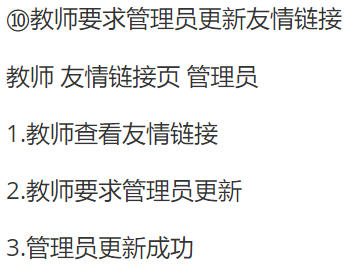 ⑩教师要求管理员更新友情链接
教师 友情链接页 管理员
1.教师查看友情链接
2.教师要求管理员更新
3.管理员更新成功